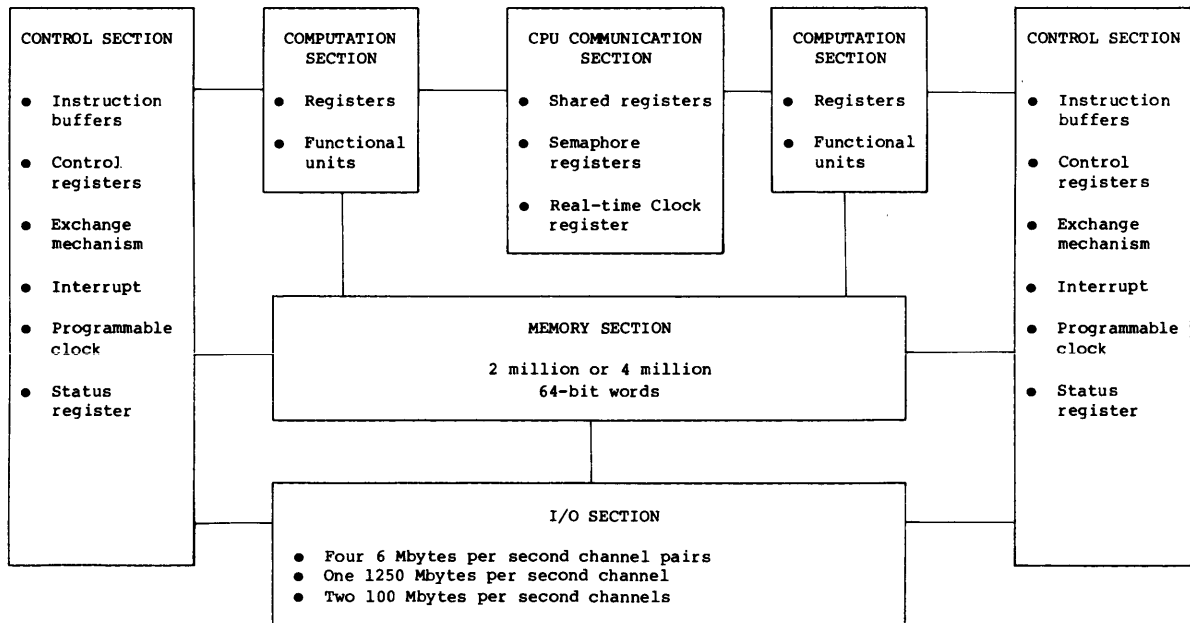 CONTROL SECTION
● Instruction
buffers
● Control
registers
● Exchange
mechanism
● Interrupt
● Programmable
clock
● Status
register
COMPUTATION
SECTION
● Registers
● Functional
units
CPU COMMUNICATION
SECTION
● Shared registers
● Semaphore
registers
● Real-time Clock
register
COMPUTATION
SECTION
● Registers
● Functional
units
CONTROL SECTION
● Instruction
buffers
● Control
registers
● Exchange
mechanism
● Interrupt
● Programmable
clock
● Status
register
MEMORY SECTION
2 million or 4 million
64-bit words
I/O SECTION
● Four 6 Mbytes per second channel pairs
● One 1250 Mbytes per second channel
● Two 100 Mbytes per second channels